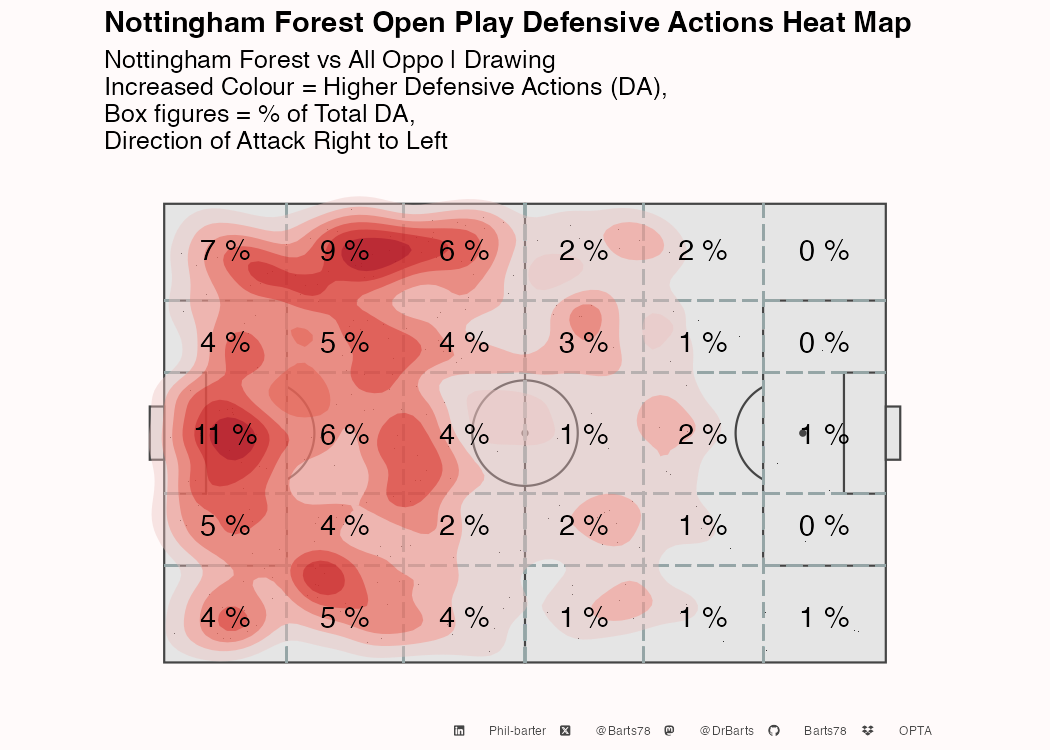 Nottingham Forest Open Play Defensive Actions Heat Map
Nottingham Forest vs All Oppo | Drawing
Increased Colour = Higher Defensive Actions (DA),
Box figures = % of Total DA,
Direction of Attack Right to Left
7 % 9 % 6 % 2 % 2 % 0 %
4 % 5 % 4 % 3 % 1 % 0 %
11 % 6 % 4 % 1 % 2 % 1 %
5 % 4 % 2 % 2 % 1 % 0 %
4 % 5 % 4 % 1 % 1 % 1 %
Phil-barter @Barts78 @DrBarts Barts78 OPTA